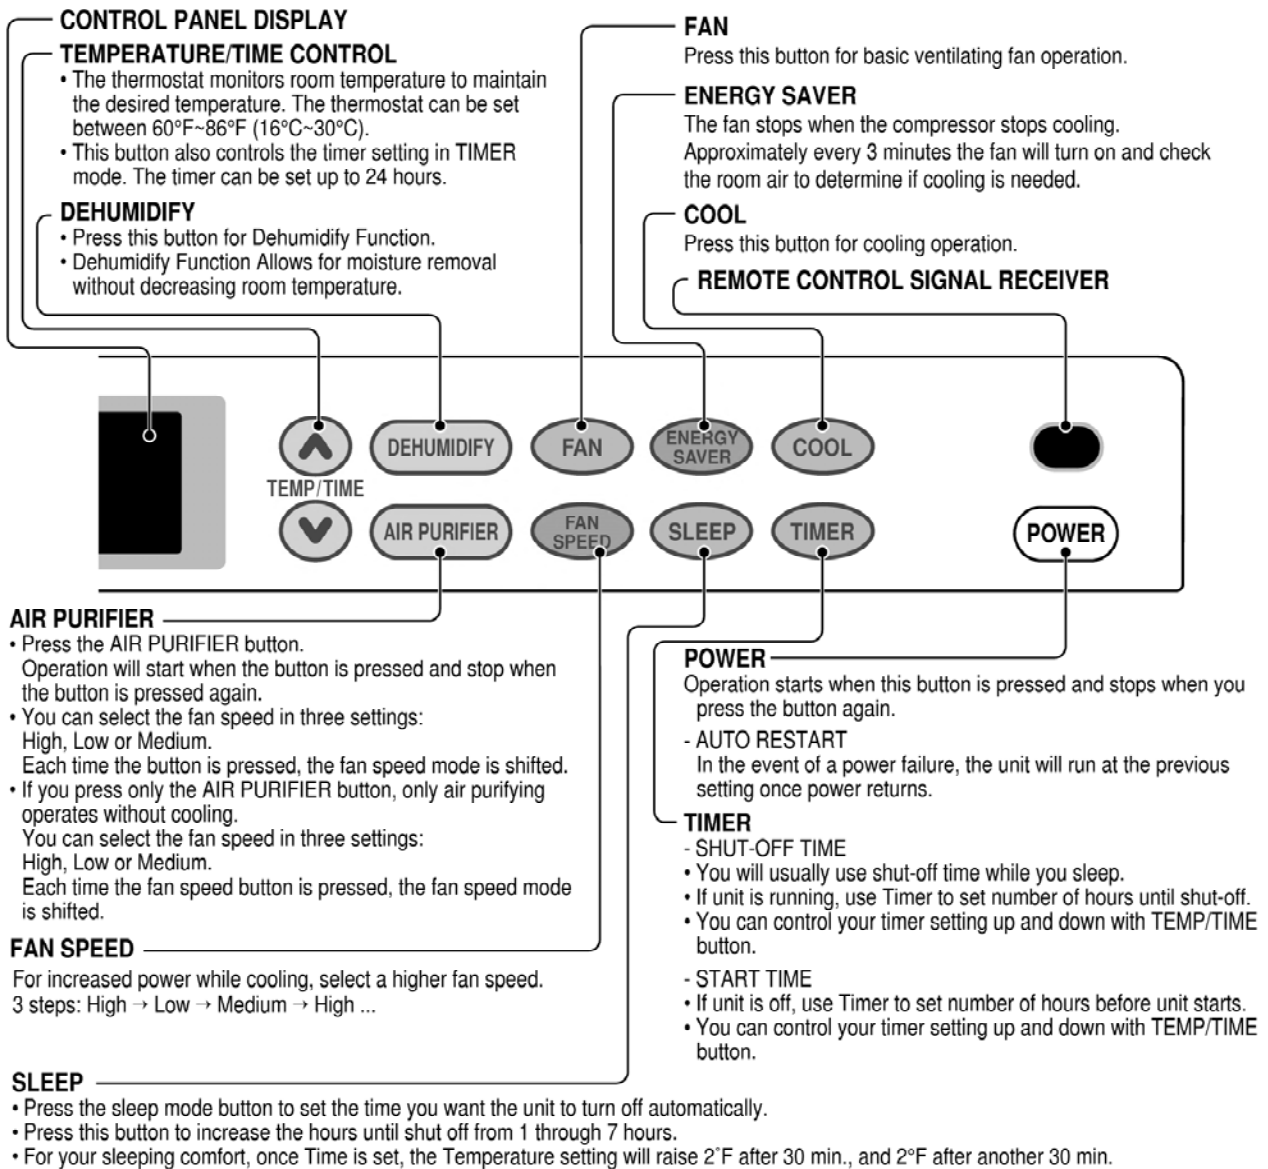 CONTROL PANEL DISPLAY
TEMPERATURE/TIME CONTROL
• The thermostat monitors room temperature to maintain
the desired temperature. The thermostat can be set
between 60°F~86°F (16°C~30°C).
• This button also controls the timer setting in TIMER
mode. The timer can be set up to 24 hours.
DEHUMIDIFY
• Press this button for Dehumidify Function.
• Dehumidify Function Allows for moisture removal
without decreasing room temperature.
FAN
Press this button for basic ventilating fan operation.
ENERGY SAVER
The fan stops when the compressor stops cooling.
Approximately every 3 minutes the fan will turn on and check
the room air to determine if cooling is needed.
COOL
Press this button for cooling operation.
REMOTE CONTROL SIGNAL RECEIVER
TEMP/TIME
DEHUMIDIFY
FAN
ENERGY
SAVER
COOL
AIR PURIFIER
FAN
SPEED
SLEEP
TIMER
POWER
AIR PURIFIER
• Press the AIR PURIFIER button.
Operation will start when the button is pressed and stop when
the button is pressed again.
• You can select the fan speed in three settings:
High, Low or Medium.
Each time the button is pressed, the fan speed mode is shifted.
• If you press only the AIR PURIFIER button, only air purifying
operates without cooling.
You can select the fan speed in three settings:
High, Low or Medium.
Each time the fan speed button is pressed, the fan speed mode
is shifted.
FAN SPEED
For increased power while cooling, select a higher fan speed.
3 steps: High → Low → Medium → High ...
POWER
Operation starts when this button is pressed and stops when you
press the button again.
- AUTO RESTART
In the event of a power failure, the unit will run at the previous
setting once power returns.
TIMER
- SHUT-OFF TIME
• You will usually use shut-off time while you sleep.
• If unit is running, use Timer to set number of hours until shut-off.
• You can control your timer setting up and down with TEMP/TIME
button.
- START TIME
• If unit is off, use Timer to set number of hours before unit starts.
• You can control your timer setting up and down with TEMP/TIME
button.
SLEEP
• Press the sleep mode button to set the time you want the unit to turn off automatically.
• Press this button to increase the hours until shut off from 1 through 7 hours.
• For your sleeping comfort, once Time is set, the Temperature setting will raise 2°F after 30 min., and 2°F after another 30 min.